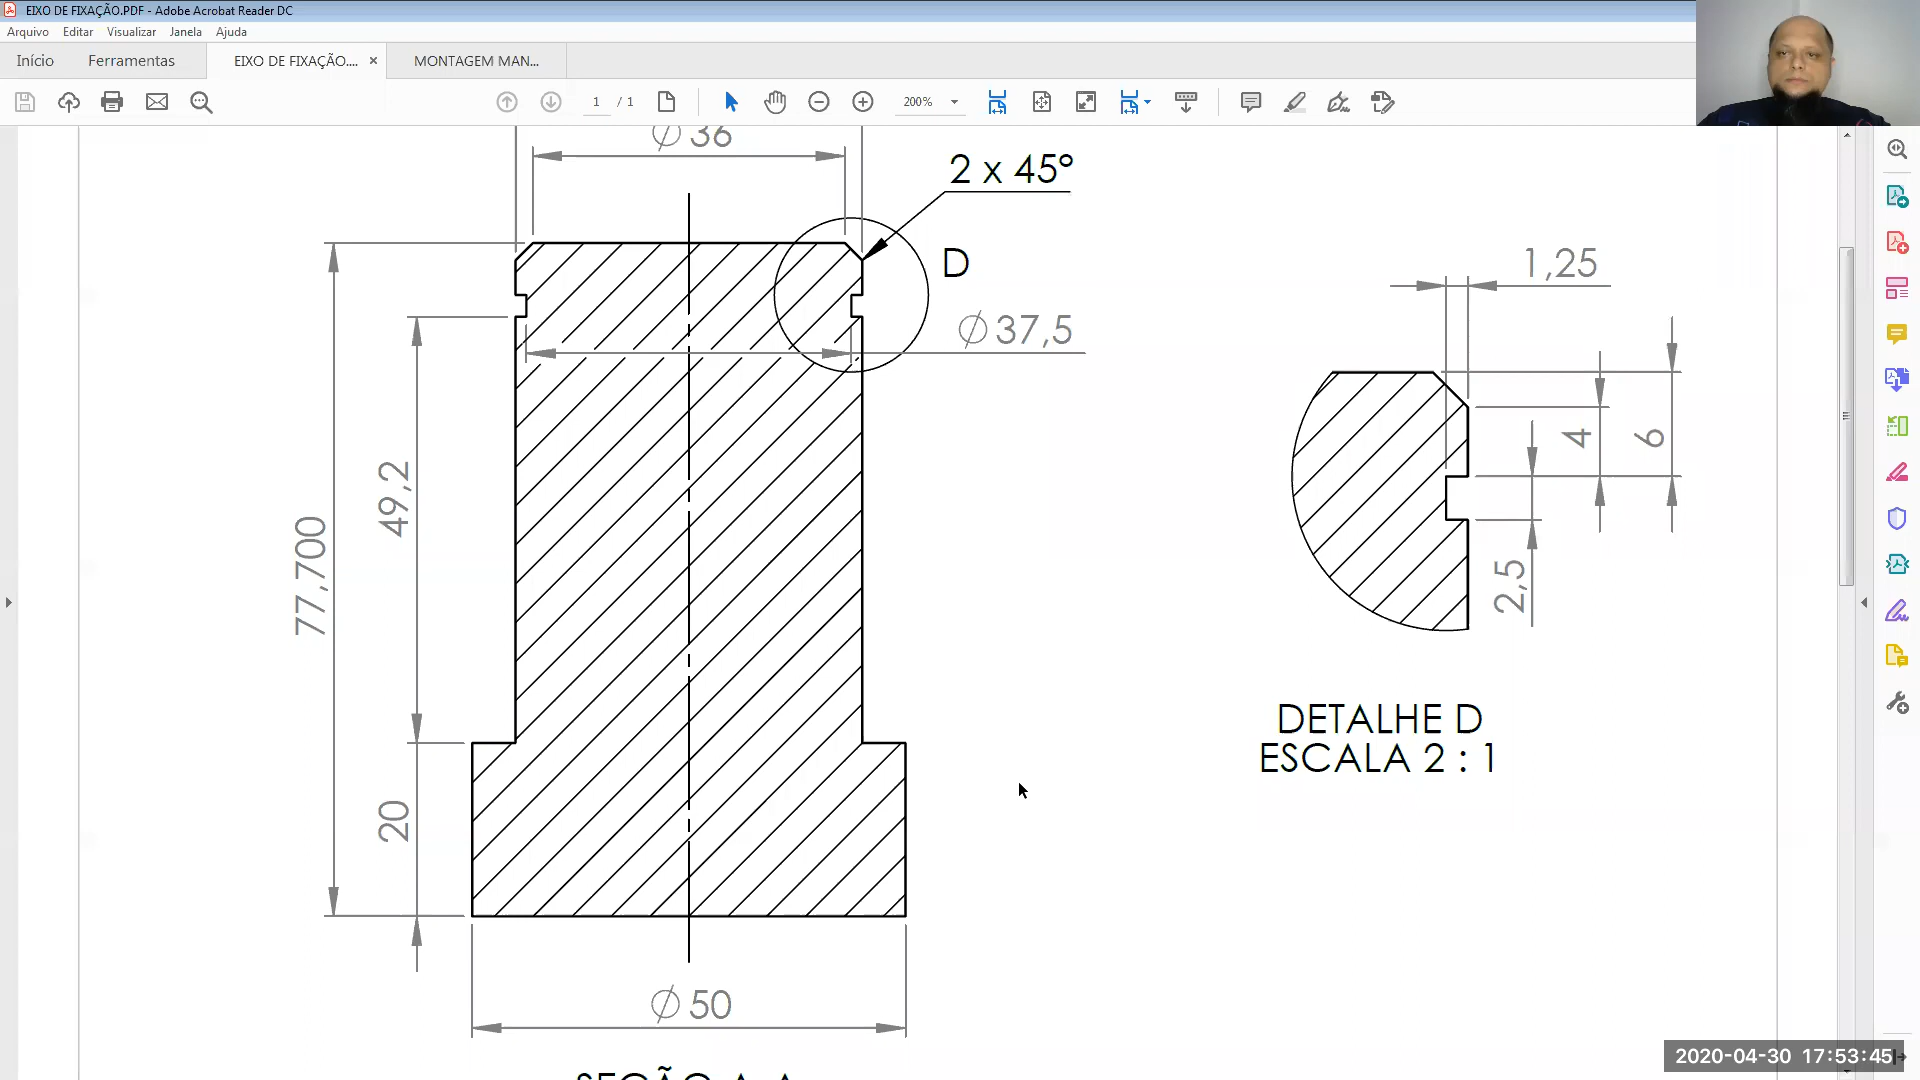 EIXO DE FIXAÇÃO.PDF - Adobe Acrobat Reader DC
Arquivo Editar Visualizar Janela Ajuda
Início Ferramentas EIXO DE FIXAÇÃO.... × MONTAGEM MAN...
1 / 1 200%
∅ 36
2 x 45º
D
1,25
∅ 37,5
4
6
49,2
77,700
2,5
DETALHE D
ESCALA 2 : 1
20
∅ 50
SEÇÃO A-A
2020-04-30 17:53:45